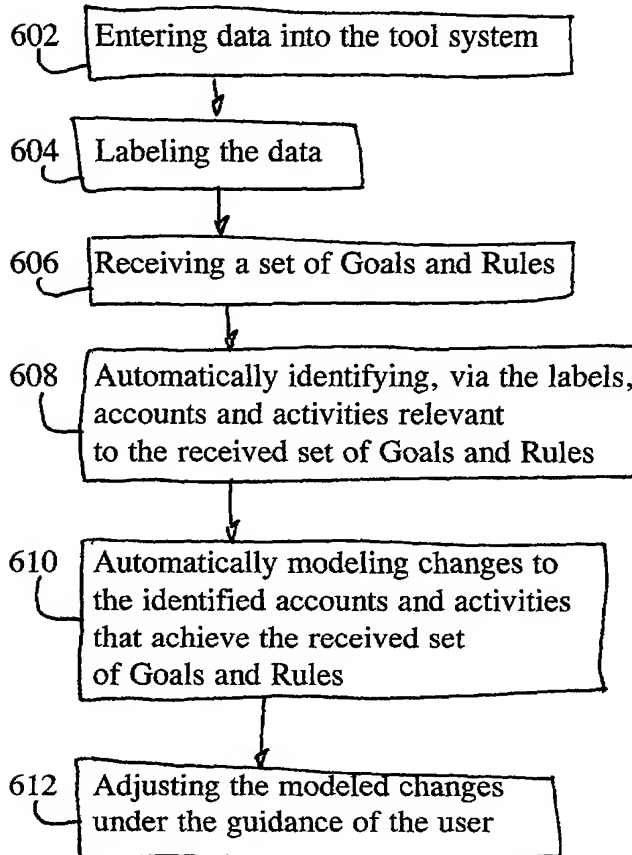 602 Entering data into the tool system
604 Labeling the data
606 Receiving a set of Goals and Rules
608 Automatically identifying, via the labels,
accounts and activities relevant
to the received set of Goals and Rules
610 Automatically modeling changes to
the identified accounts and activities
that achieve the received set
of Goals and Rules
612 Adjusting the modeled changes
under the guidance of the user